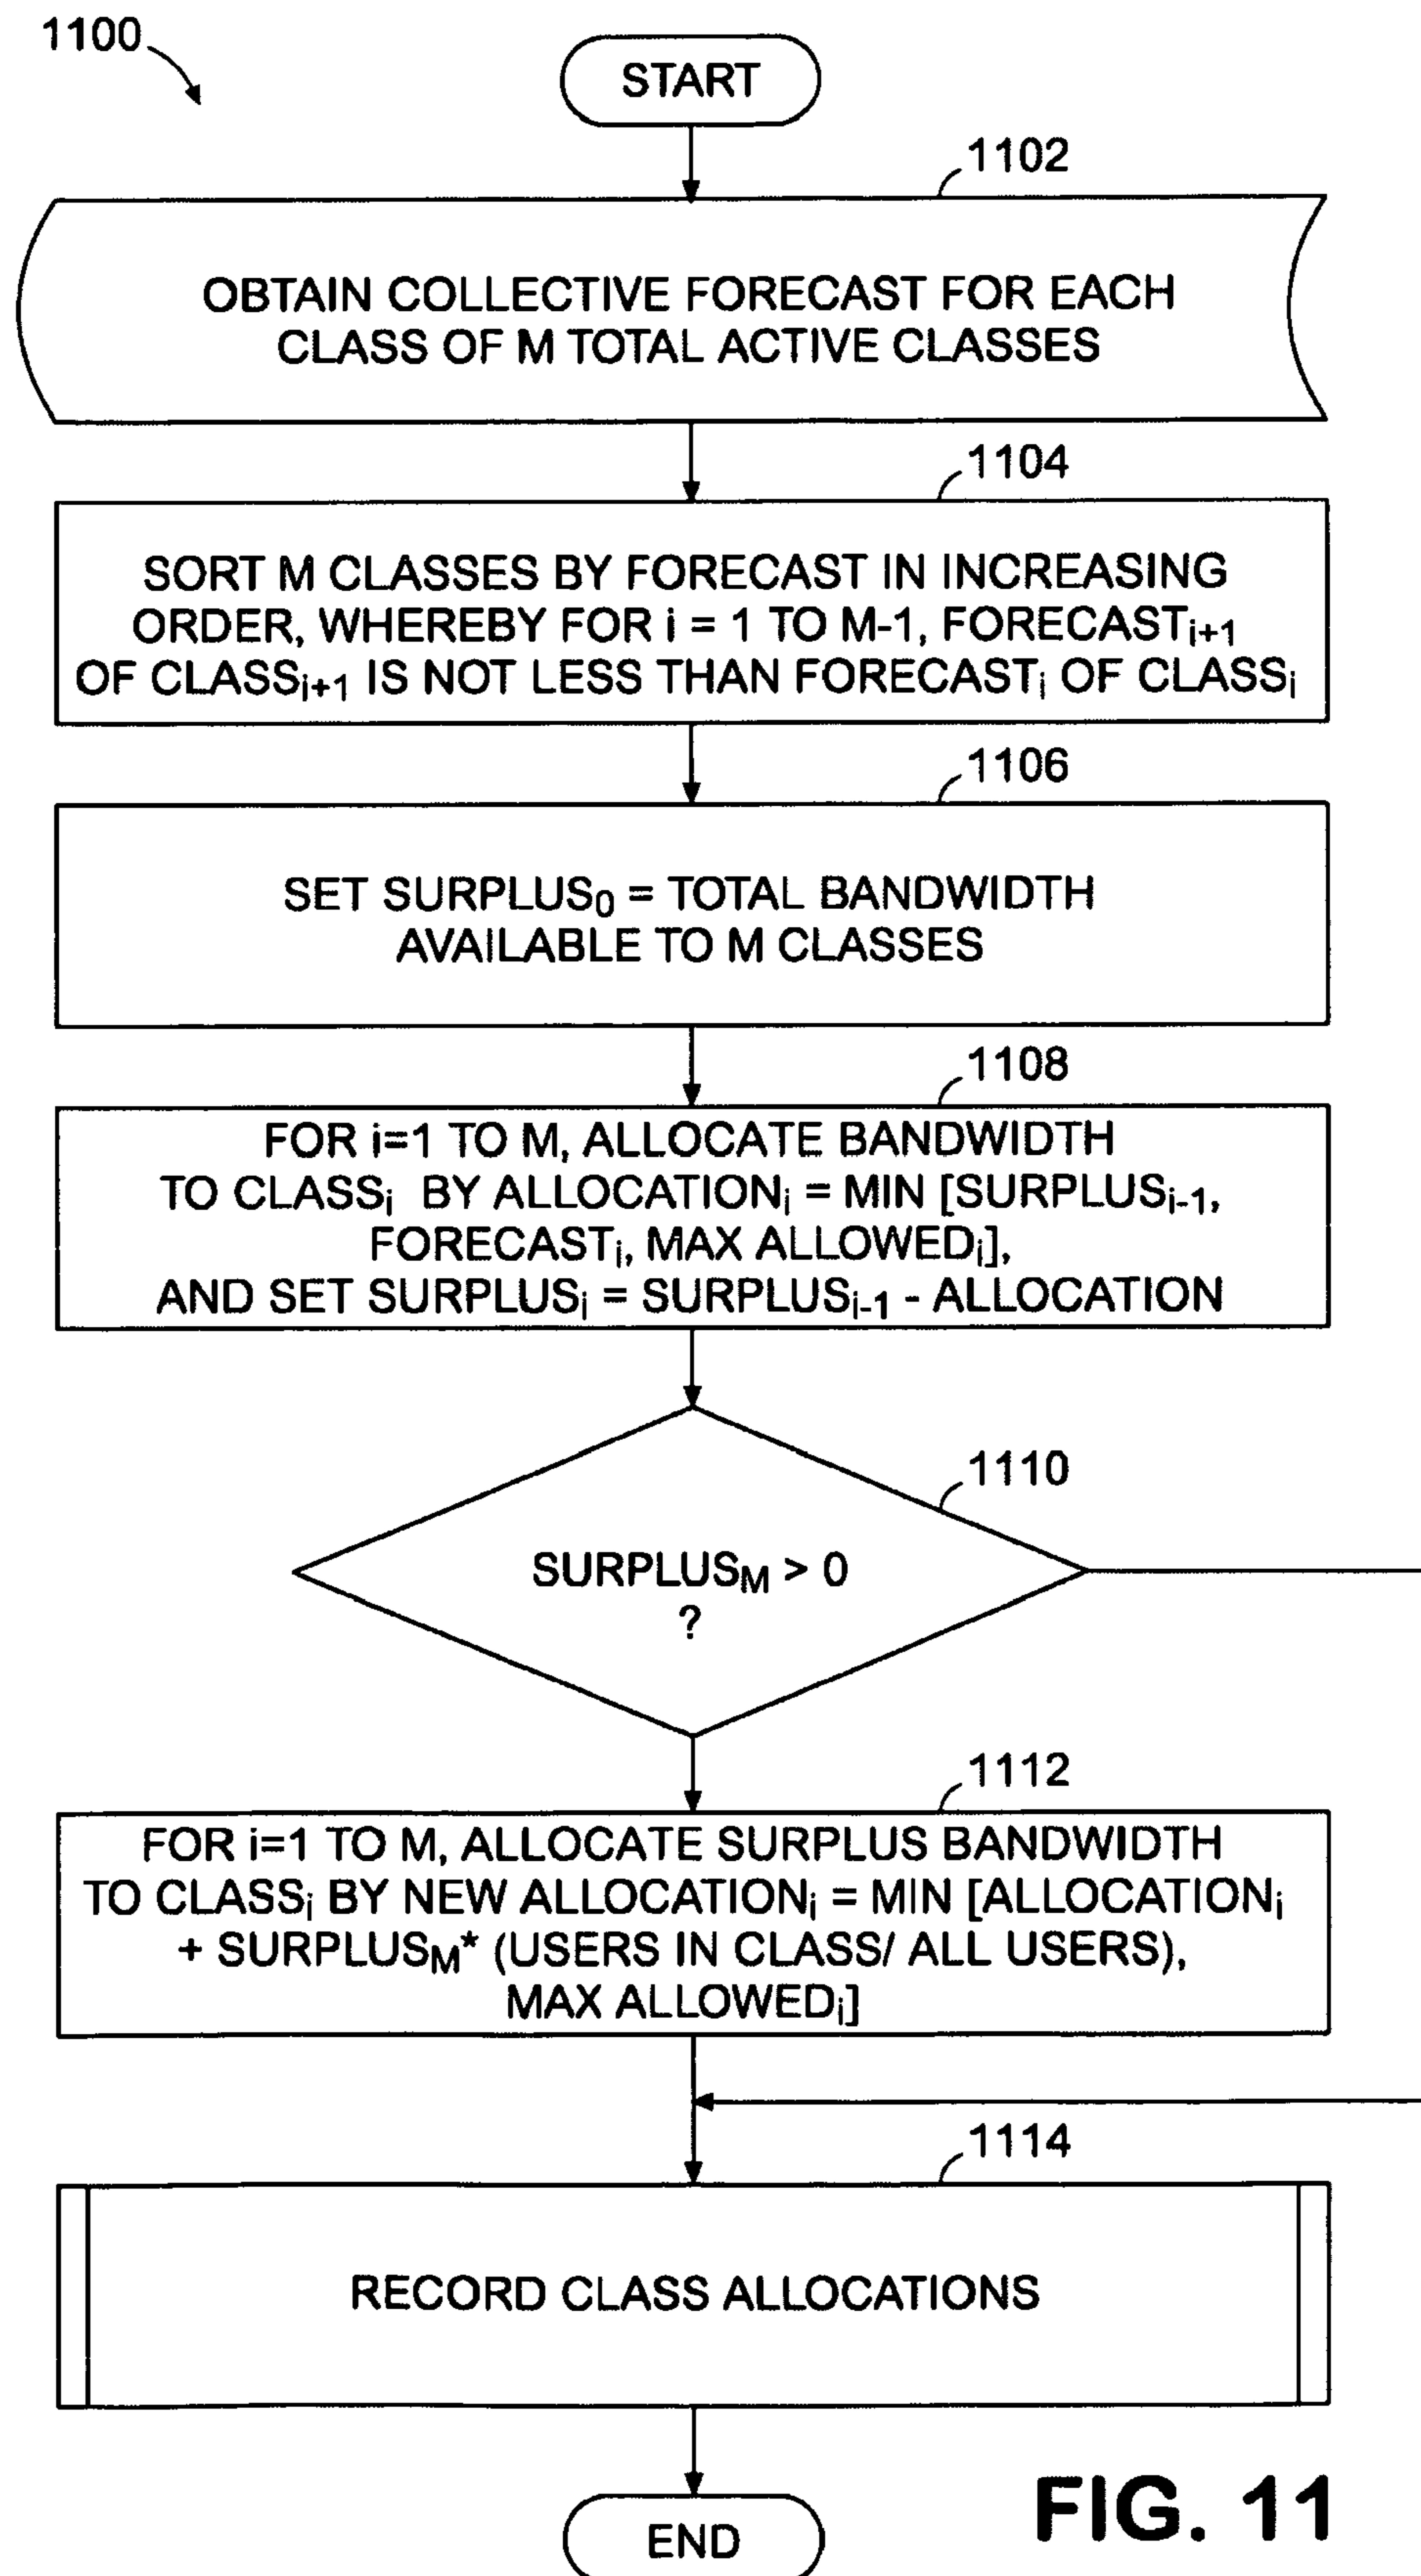 1100
START
1102
OBTAIN COLLECTIVE FORECAST FOR EACH
CLASS OF M TOTAL ACTIVE CLASSES
1104
SORT M CLASSES BY FORECAST IN INCREASING
ORDER, WHEREBY FOR i = 1 TO M-1, FORECASTi+1
OF CLASSi+1 IS NOT LESS THAN FORECASTi OF CLASSi
1106
SET SURPLUS0 = TOTAL BANDWIDTH
AVAILABLE TO M CLASSES
1108
FOR i=1 TO M, ALLOCATE BANDWIDTH
TO CLASSi BY ALLOCATIONi = MIN [SURPLUSi-1,
FORECASTi, MAX ALLOWEDi],
AND SET SURPLUSi = SURPLUSi-1 - ALLOCATION
1110
SURPLUSM > 0
?
1112
FOR i=1 TO M, ALLOCATE SURPLUS BANDWIDTH
TO CLASSi BY NEW ALLOCATIONi = MIN [ALLOCATIONi
+ SURPLUSM* (USERS IN CLASS/ ALL USERS),
MAX ALLOWEDi]
1114
RECORD CLASS ALLOCATIONS
END
FIG. 11